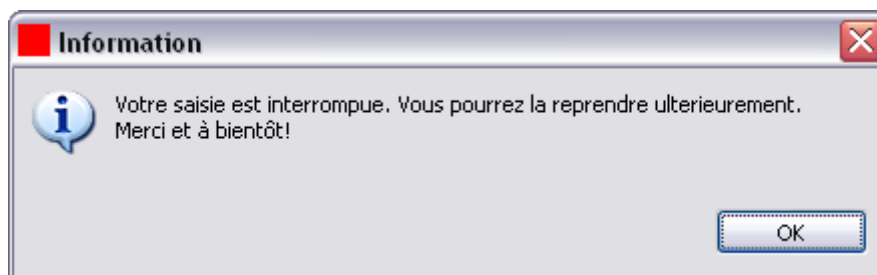 Information
Votre saisie est interrompue. Vous pourrez la reprendre ulterieurement.
Merci et à bientôt!
OK